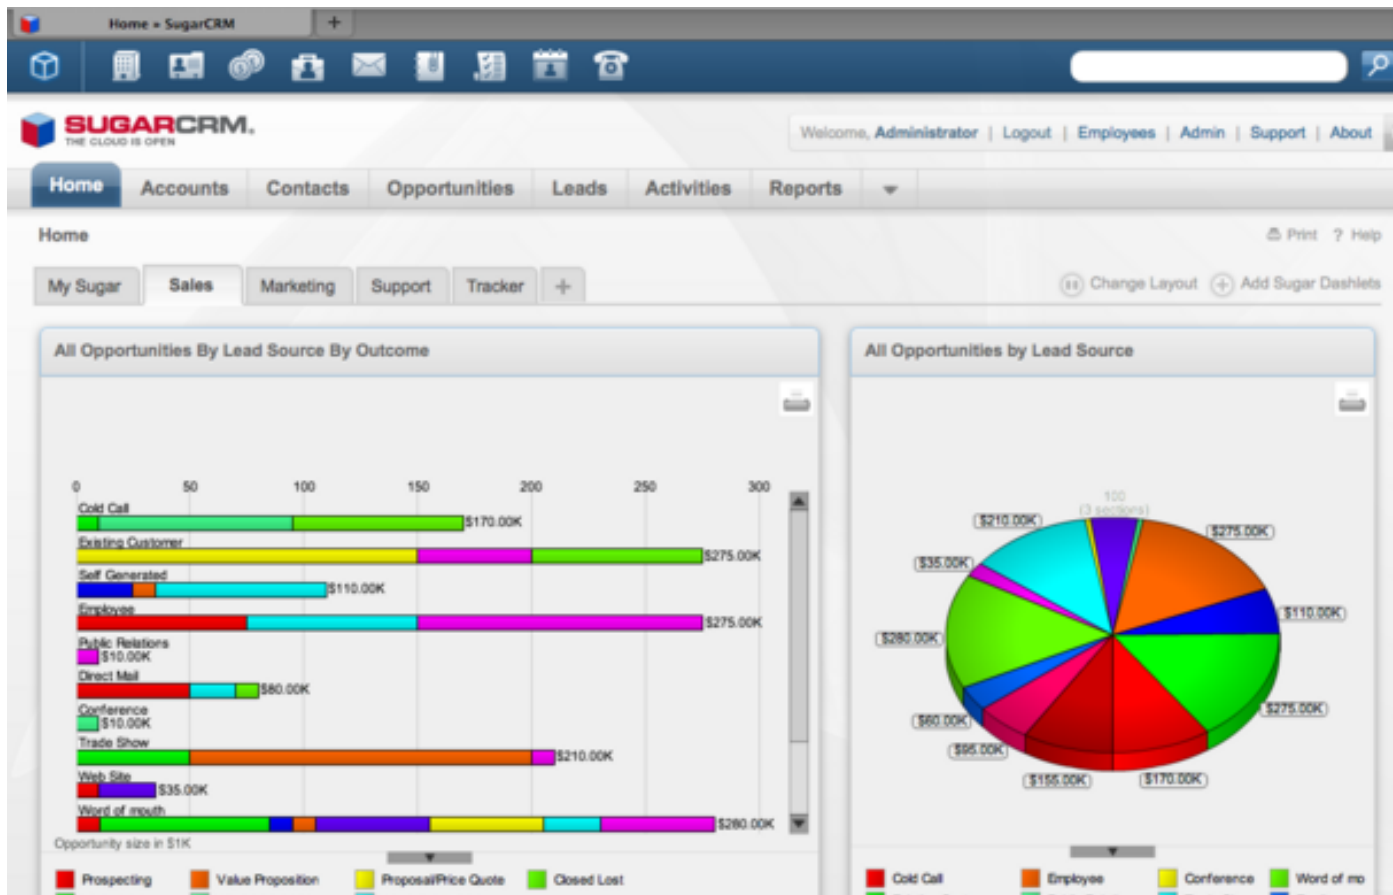 Home » SugarCRM
+
SUGARCRM.
THE CLOUD IS OPEN
Welcome, Administrator | Logout | Employees | Admin | Support | About
Home Accounts Contacts Opportunities Leads Activities Reports
Home
Print ? Help
My Sugar Sales Marketing Support Tracker +
Change Layout Add Sugar Dashlets
All Opportunities By Lead Source By Outcome
0 50 100 150 200 250 300
Cold Call
$170.00K
Existing Customer
$275.00K
Self Generated
$110.00K
Employee
$275.00K
Public Relations
$10.00K
Direct Mail
$80.00K
Conference
$10.00K
Trade Show
$210.00K
Web Site
$35.00K
Word of mouth
$280.00K
Opportunity size in $1K
Prospecting Value Proposition Proposal/Price Quote Closed Lost
All Opportunities by Lead Source
100
(3 sections)
$210.00K
$275.00K
$35.00K
$110.00K
$280.00K
$275.00K
$60.00K
$95.00K
$155.00K
$170.00K
Cold Call Employee Conference Word of mo